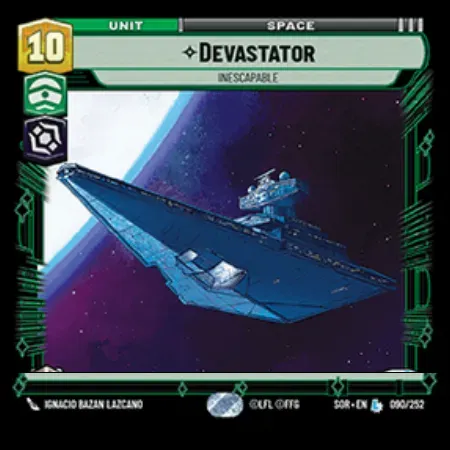 UNIT
SPACE
10
DEVASTATOR
INESCAPABLE
IGNACIO BAZAN LAZCANO
©LFL ©FFG
SOR • EN
090/252